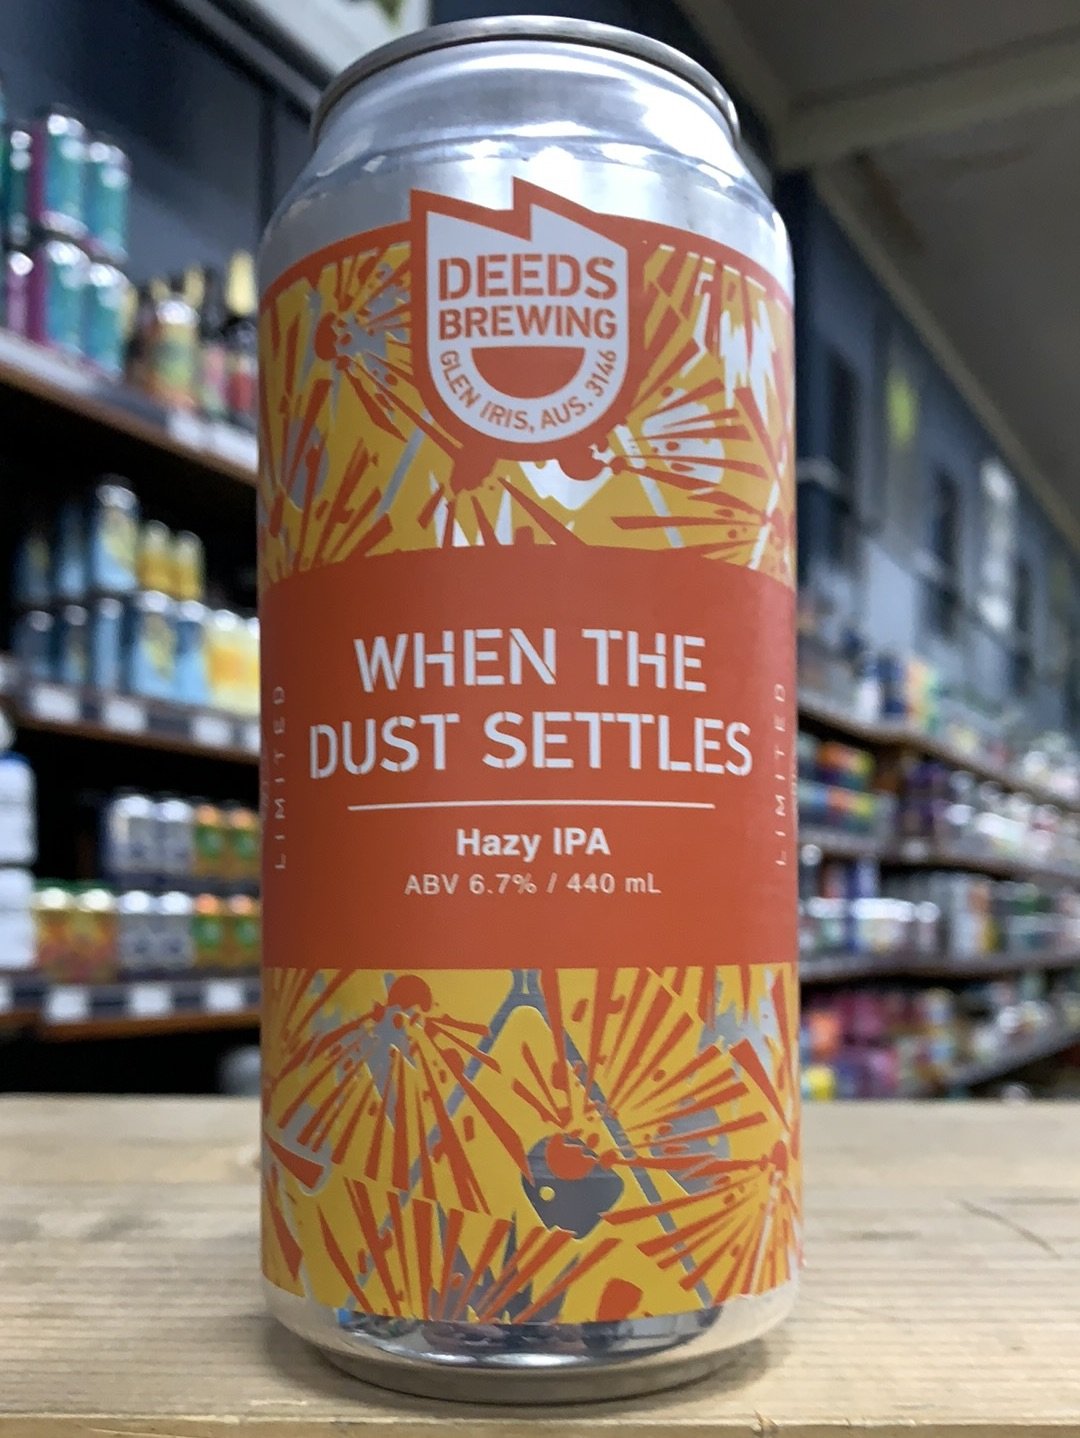 DEEDS
BREWING
GLEN IRIS, AUS. 3146
WHEN THE
DUST SETTLES
LIMITED
LIMITED
Hazy IPA
ABV 6.7% / 440 mL